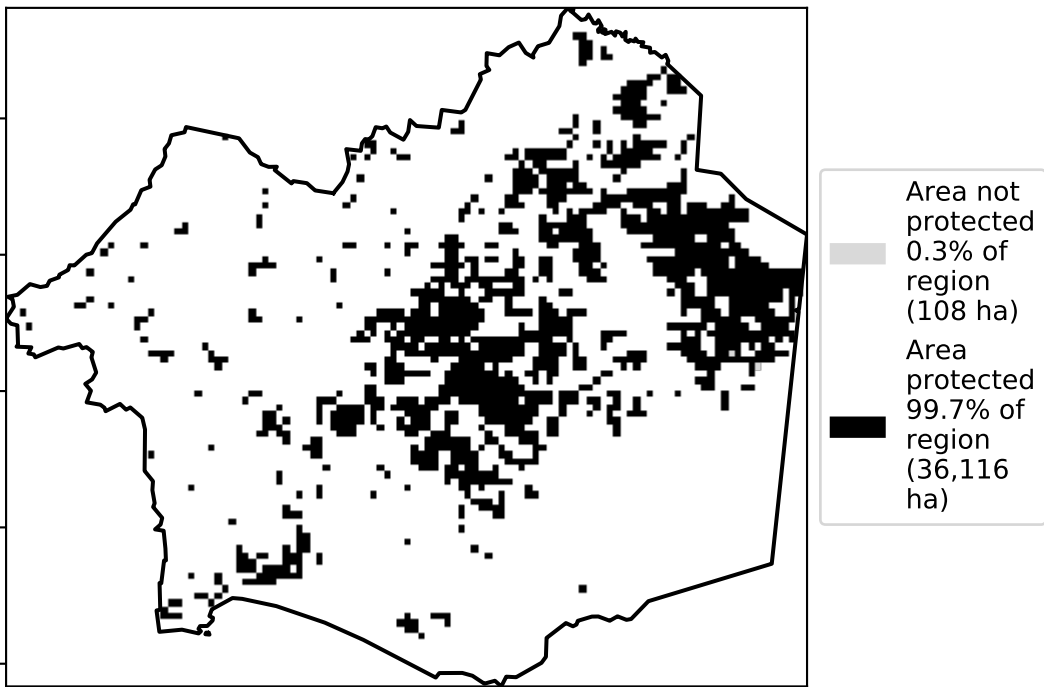 Area not
protected
0.3% of
region
(108 ha)
Area
protected
99.7% of
region
(36,116
ha)